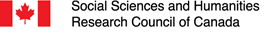 Social Sciences and Humanities
Research Council of Canada